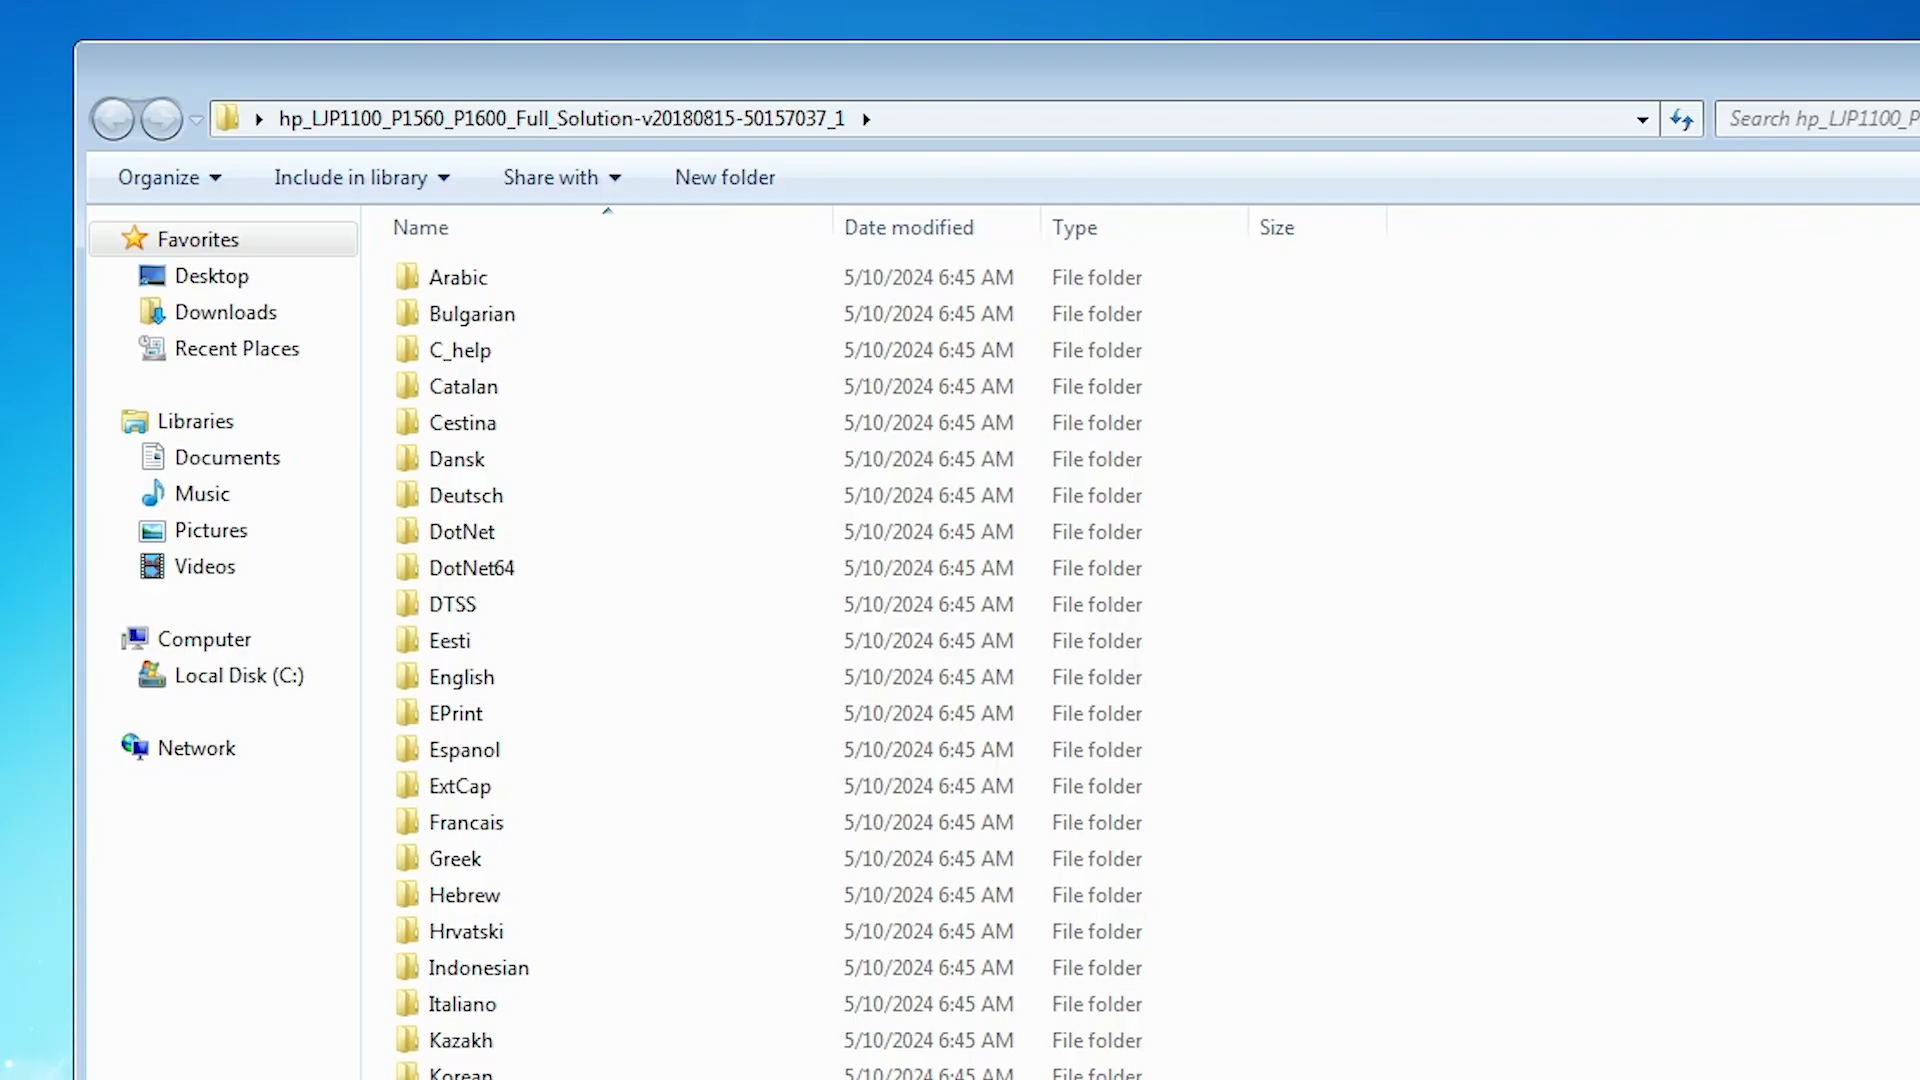 hp_LJP1100_P1560_P1600_Full_Solution-v20180815-50157037_1
Search hp_LJP1100_P
Organize Include in library Share with New folder
Name Date modified Type Size
Favorites
Desktop
Downloads
Recent Places
Libraries
Documents
Music
Pictures
Videos
Computer
Local Disk (C:)
Network
Arabic 5/10/2024 6:45 AM File folder
Bulgarian 5/10/2024 6:45 AM File folder
C_help 5/10/2024 6:45 AM File folder
Catalan 5/10/2024 6:45 AM File folder
Cestina 5/10/2024 6:45 AM File folder
Dansk 5/10/2024 6:45 AM File folder
Deutsch 5/10/2024 6:45 AM File folder
DotNet 5/10/2024 6:45 AM File folder
DotNet64 5/10/2024 6:45 AM File folder
DTSS 5/10/2024 6:45 AM File folder
Eesti 5/10/2024 6:45 AM File folder
English 5/10/2024 6:45 AM File folder
EPrint 5/10/2024 6:45 AM File folder
Espanol 5/10/2024 6:45 AM File folder
ExtCap 5/10/2024 6:45 AM File folder
Francais 5/10/2024 6:45 AM File folder
Greek 5/10/2024 6:45 AM File folder
Hebrew 5/10/2024 6:45 AM File folder
Hrvatski 5/10/2024 6:45 AM File folder
Indonesian 5/10/2024 6:45 AM File folder
Italiano 5/10/2024 6:45 AM File folder
Kazakh 5/10/2024 6:45 AM File folder
Korean 5/10/2024 6:45 AM File folder